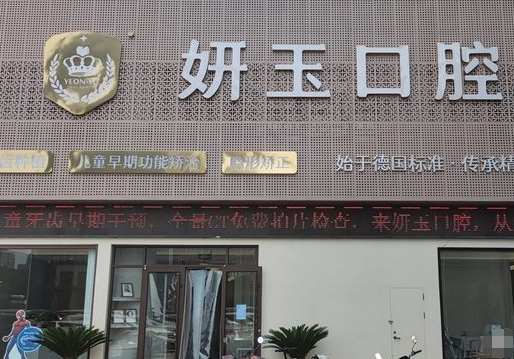 妍玉口腔
YEONYU
儿童早期功能矫治
隐形矫正
始于德国标准·传承精
童牙齿早期干预，全景CT免费拍片检查，来妍玉口腔，从